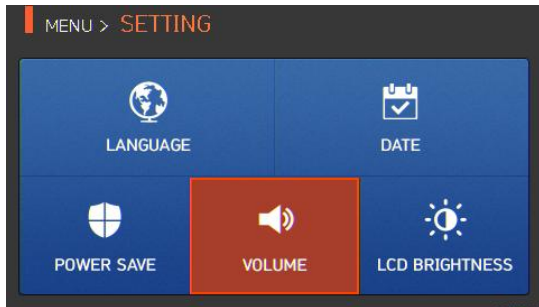 MENU > SETTING
LANGUAGE
DATE
POWER SAVE
VOLUME
LCD BRIGHTNESS